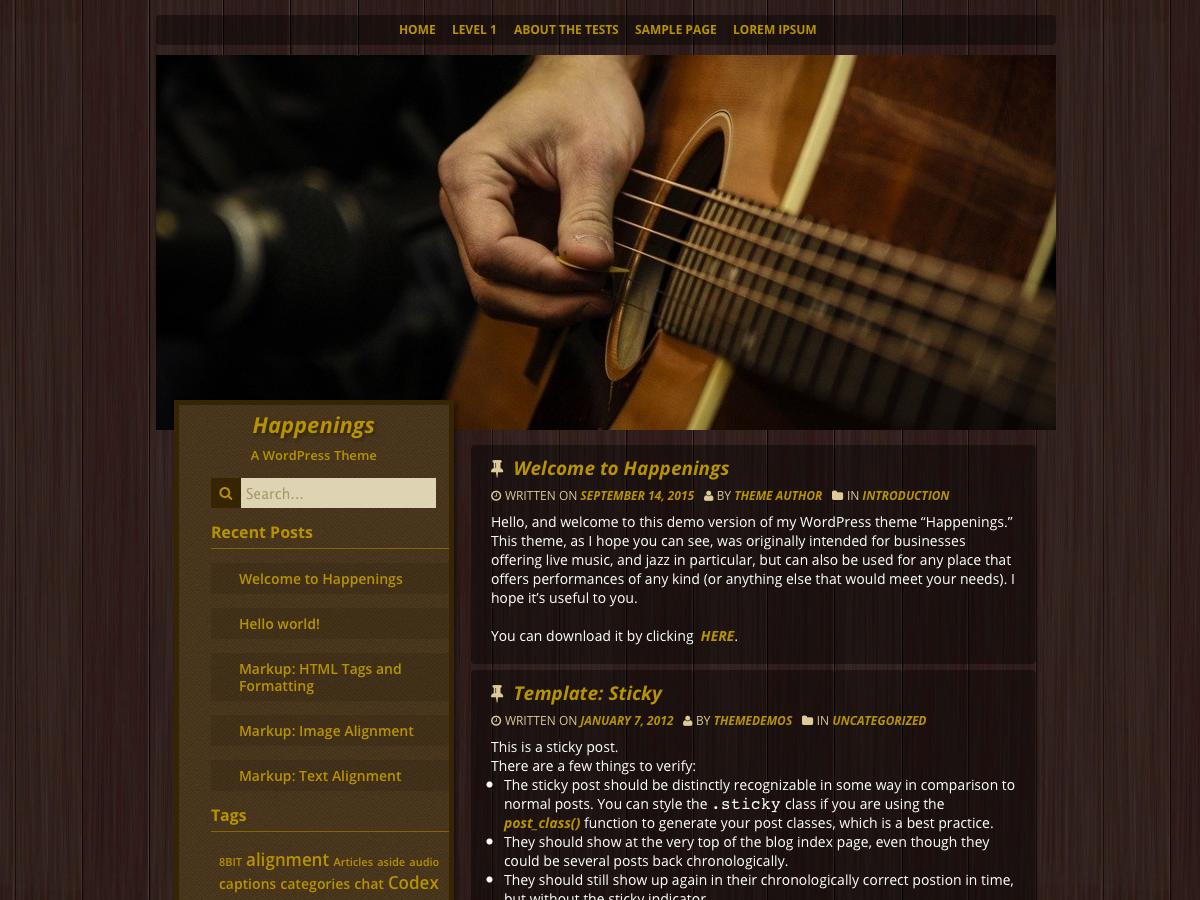 HOME LEVEL 1 ABOUT THE TESTS SAMPLE PAGE LOREM IPSUM
Happenings
A WordPress Theme
Search...
Recent Posts
Welcome to Happenings
Hello world!
Markup: HTML Tags and
Formatting
Markup: Image Alignment
Markup: Text Alignment
Tags
8BIT alignment Articles aside audio
captions categories chat Codex
Welcome to Happenings
WRITTEN ON SEPTEMBER 14, 2015 BY THEME AUTHOR IN INTRODUCTION
Hello, and welcome to this demo version of my WordPress theme “Happenings.”
This theme, as I hope you can see, was originally intended for businesses
offering live music, and jazz in particular, but can also be used for any place that
offers performances of any kind (or anything else that would meet your needs). I
hope it’s useful to you.
You can download it by clicking HERE.
Template: Sticky
WRITTEN ON JANUARY 7, 2012 BY THEMEDEMOS IN UNCATEGORIZED
This is a sticky post.
There are a few things to verify:
The sticky post should be distinctly recognizable in some way in comparison to
normal posts. You can style the .sticky class if you are using the
post_class() function to generate your post classes, which is a best practice.
They should show at the very top of the blog index page, even though they
could be several posts back chronologically.
They should still show up again in their chronologically correct postion in time,
but without the sticky indicator.